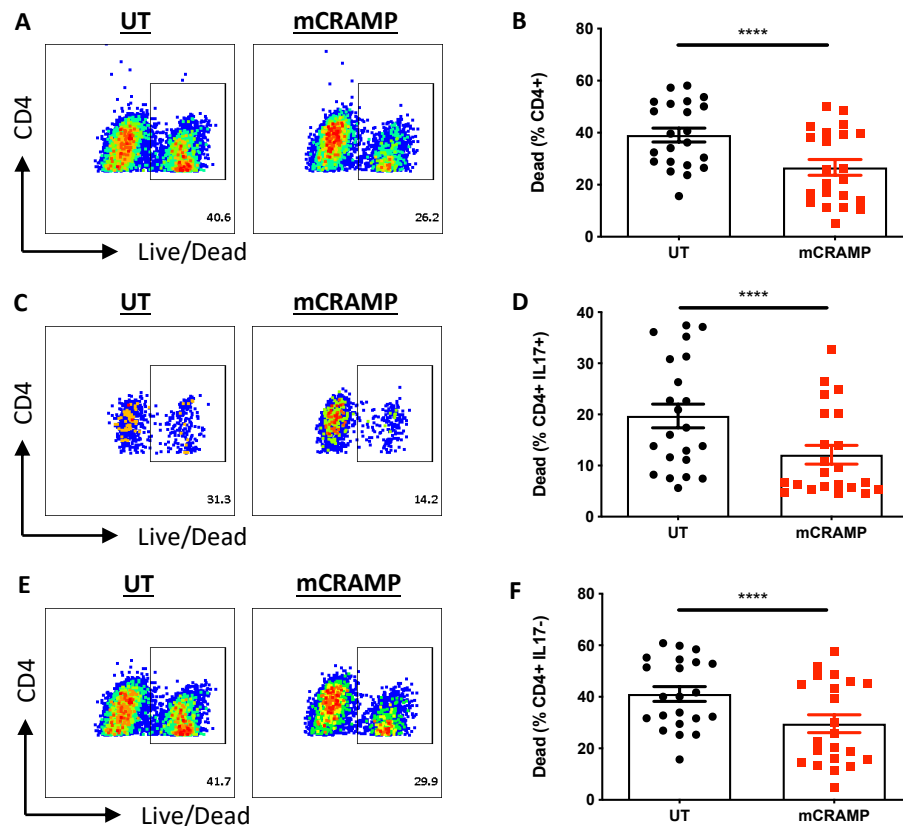 A
UT
mCRAMP
CD4
40.6
26.2
Live/Dead
B
****
Dead (% CD4+)
80
60
40
20
0
UT
mCRAMP
C
UT
mCRAMP
CD4
31.3
14.2
Live/Dead
D
****
Dead (% CD4+ IL17+)
40
30
20
10
0
UT
mCRAMP
E
UT
mCRAMP
CD4
41.7
29.9
Live/Dead
F
****
Dead (% CD4+ IL17-)
80
60
40
20
0
UT
mCRAMP